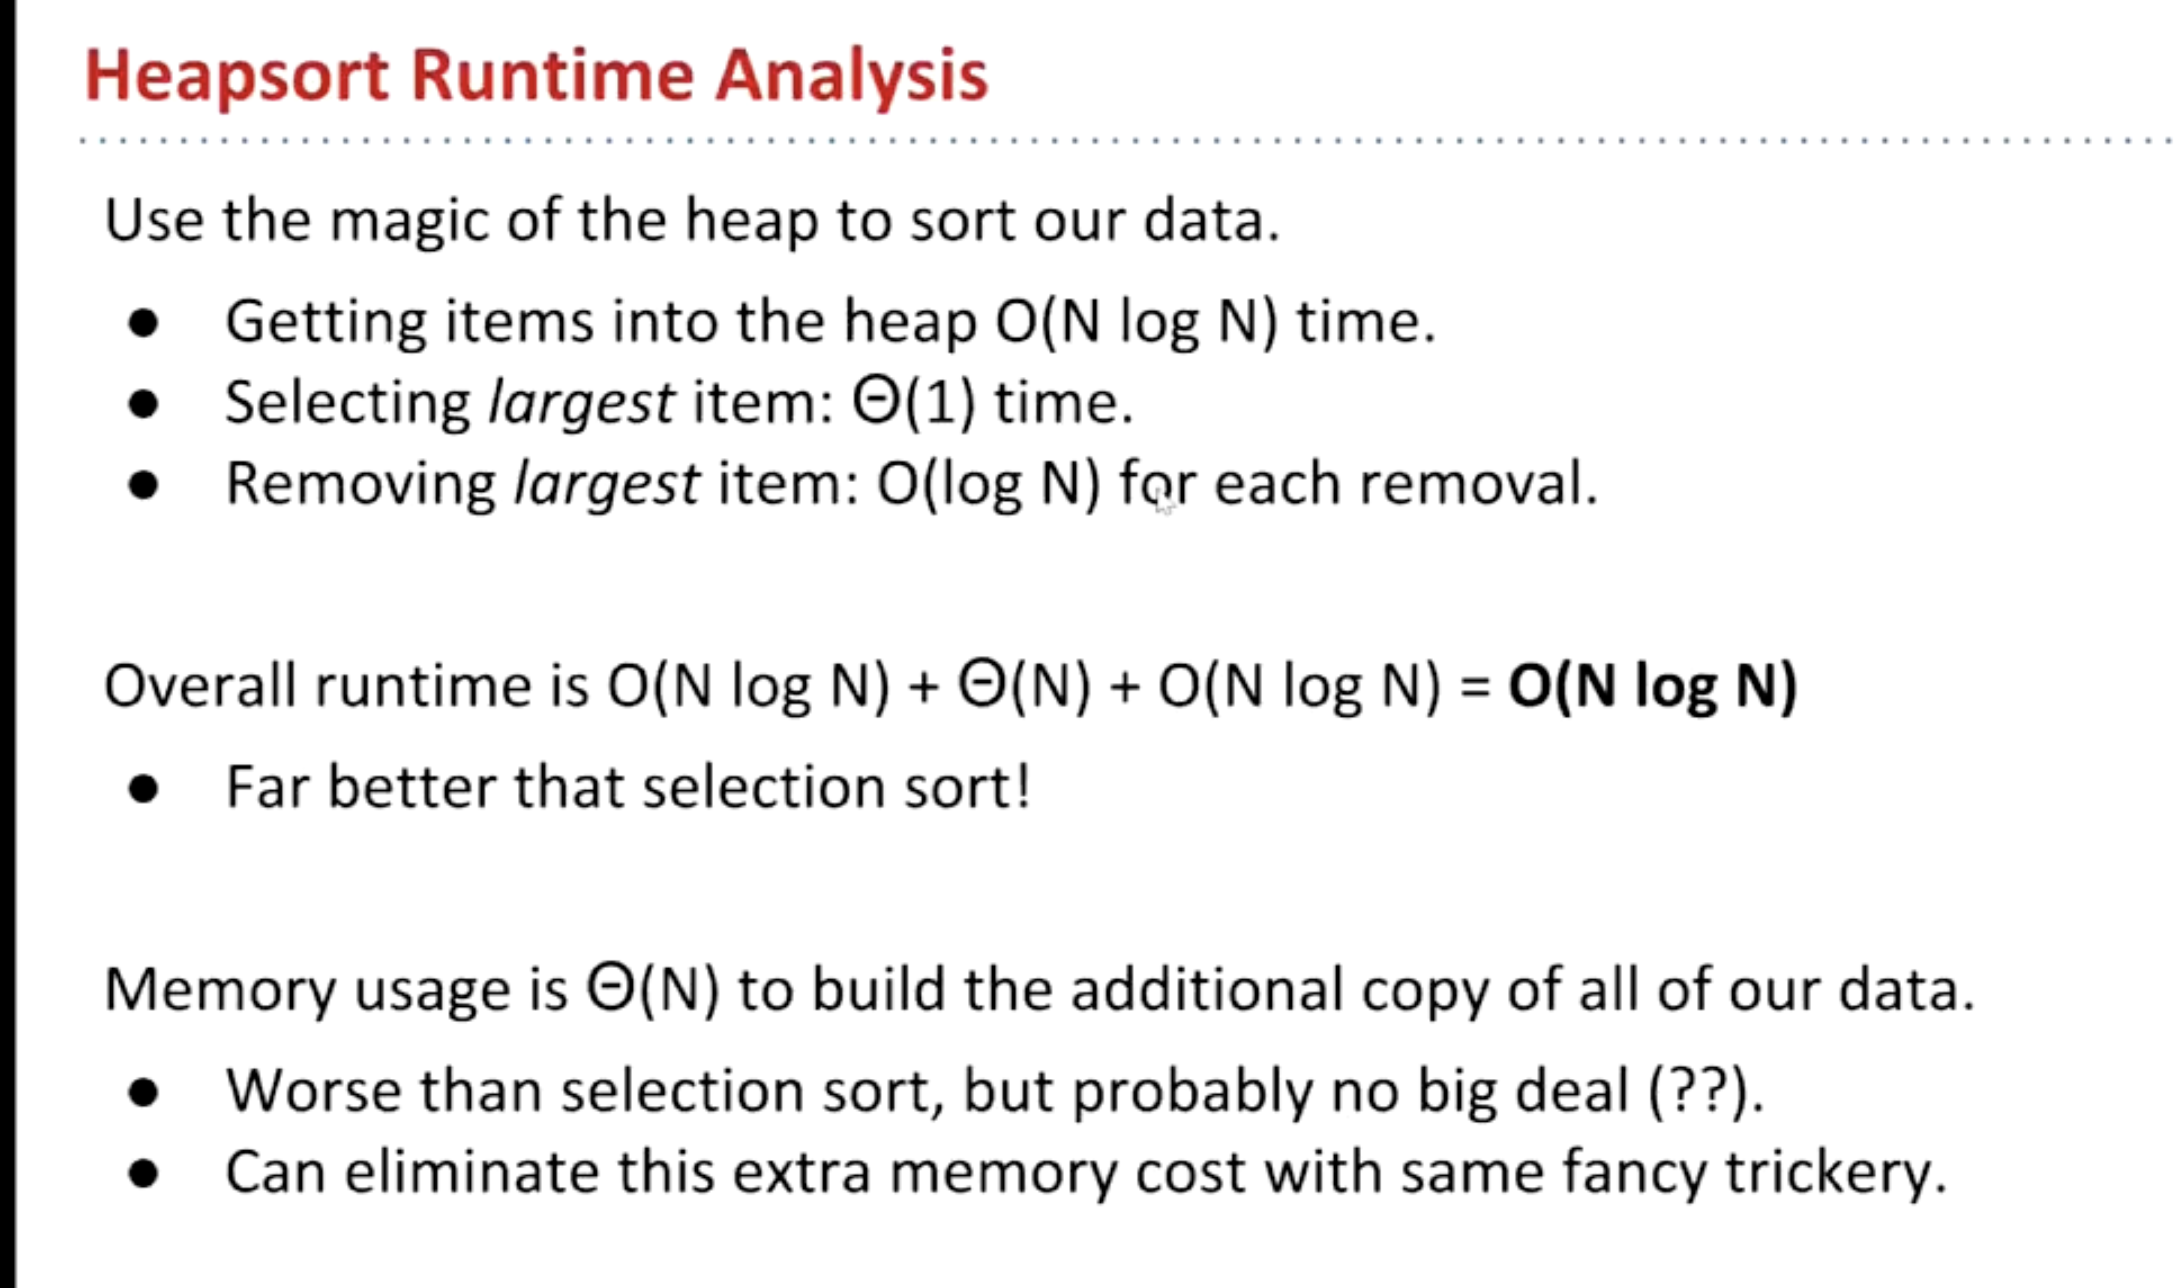 Heapsort Runtime Analysis
Use the magic of the heap to sort our data.
● Getting items into the heap O(N log N) time.
● Selecting largest item: Θ(1) time.
● Removing largest item: O(log N) for each removal.
Overall runtime is O(N log N) + Θ(N) + O(N log N) = O(N log N)
● Far better that selection sort!
Memory usage is Θ(N) to build the additional copy of all of our data.
● Worse than selection sort, but probably no big deal (??).
● Can eliminate this extra memory cost with same fancy trickery.